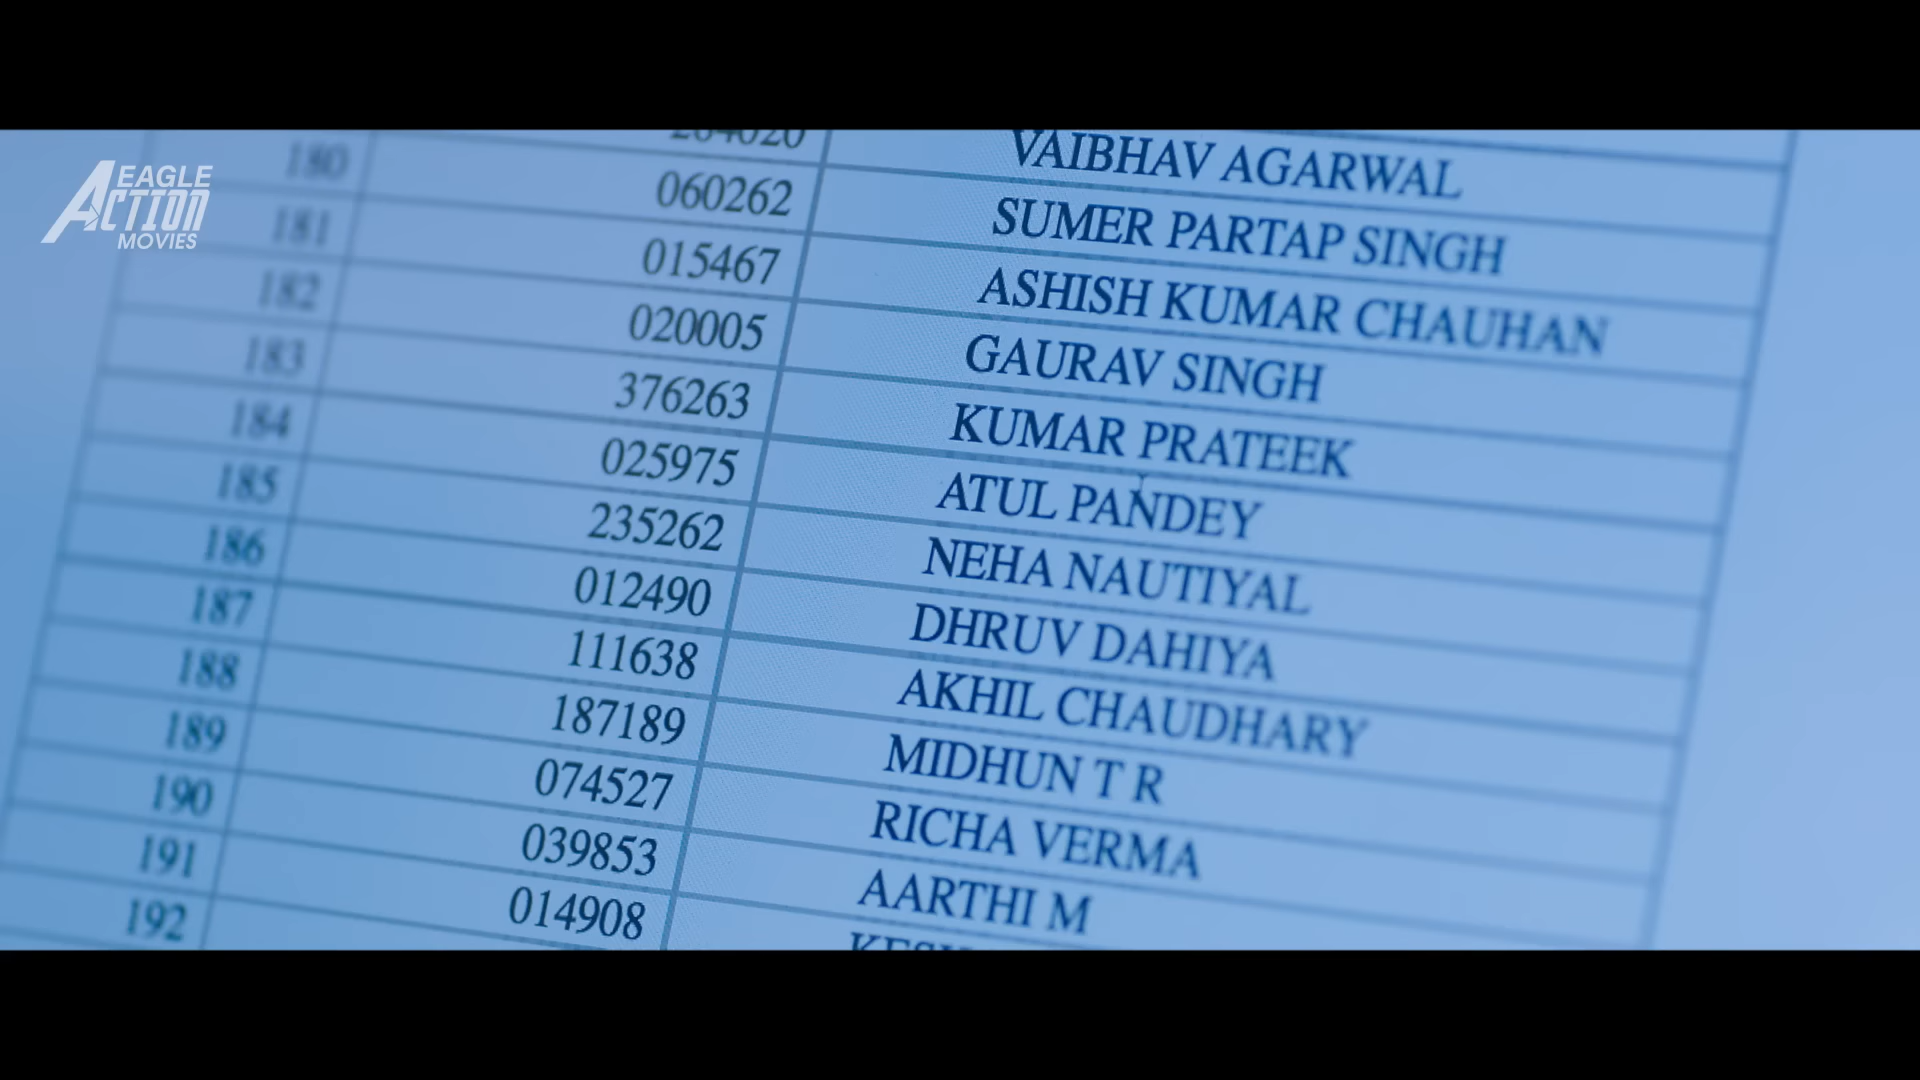 EAGLE
ACTION
MOVIES
VAIBHAV AGARWAL
180 060262 SUMER PARTAP SINGH
181 015467 ASHISH KUMAR CHAUHAN
182 020005 GAURAV SINGH
183 376263 KUMAR PRATEEK
184 025975 ATUL PANDEY
185 235262 NEHA NAUTIYAL
186 012490 DHRUV DAHIYA
187 111638 AKHIL CHAUDHARY
188 187189 MIDHUN T R
189 074527 RICHA VERMA
190 039853 AARTHI M
191 014908
192